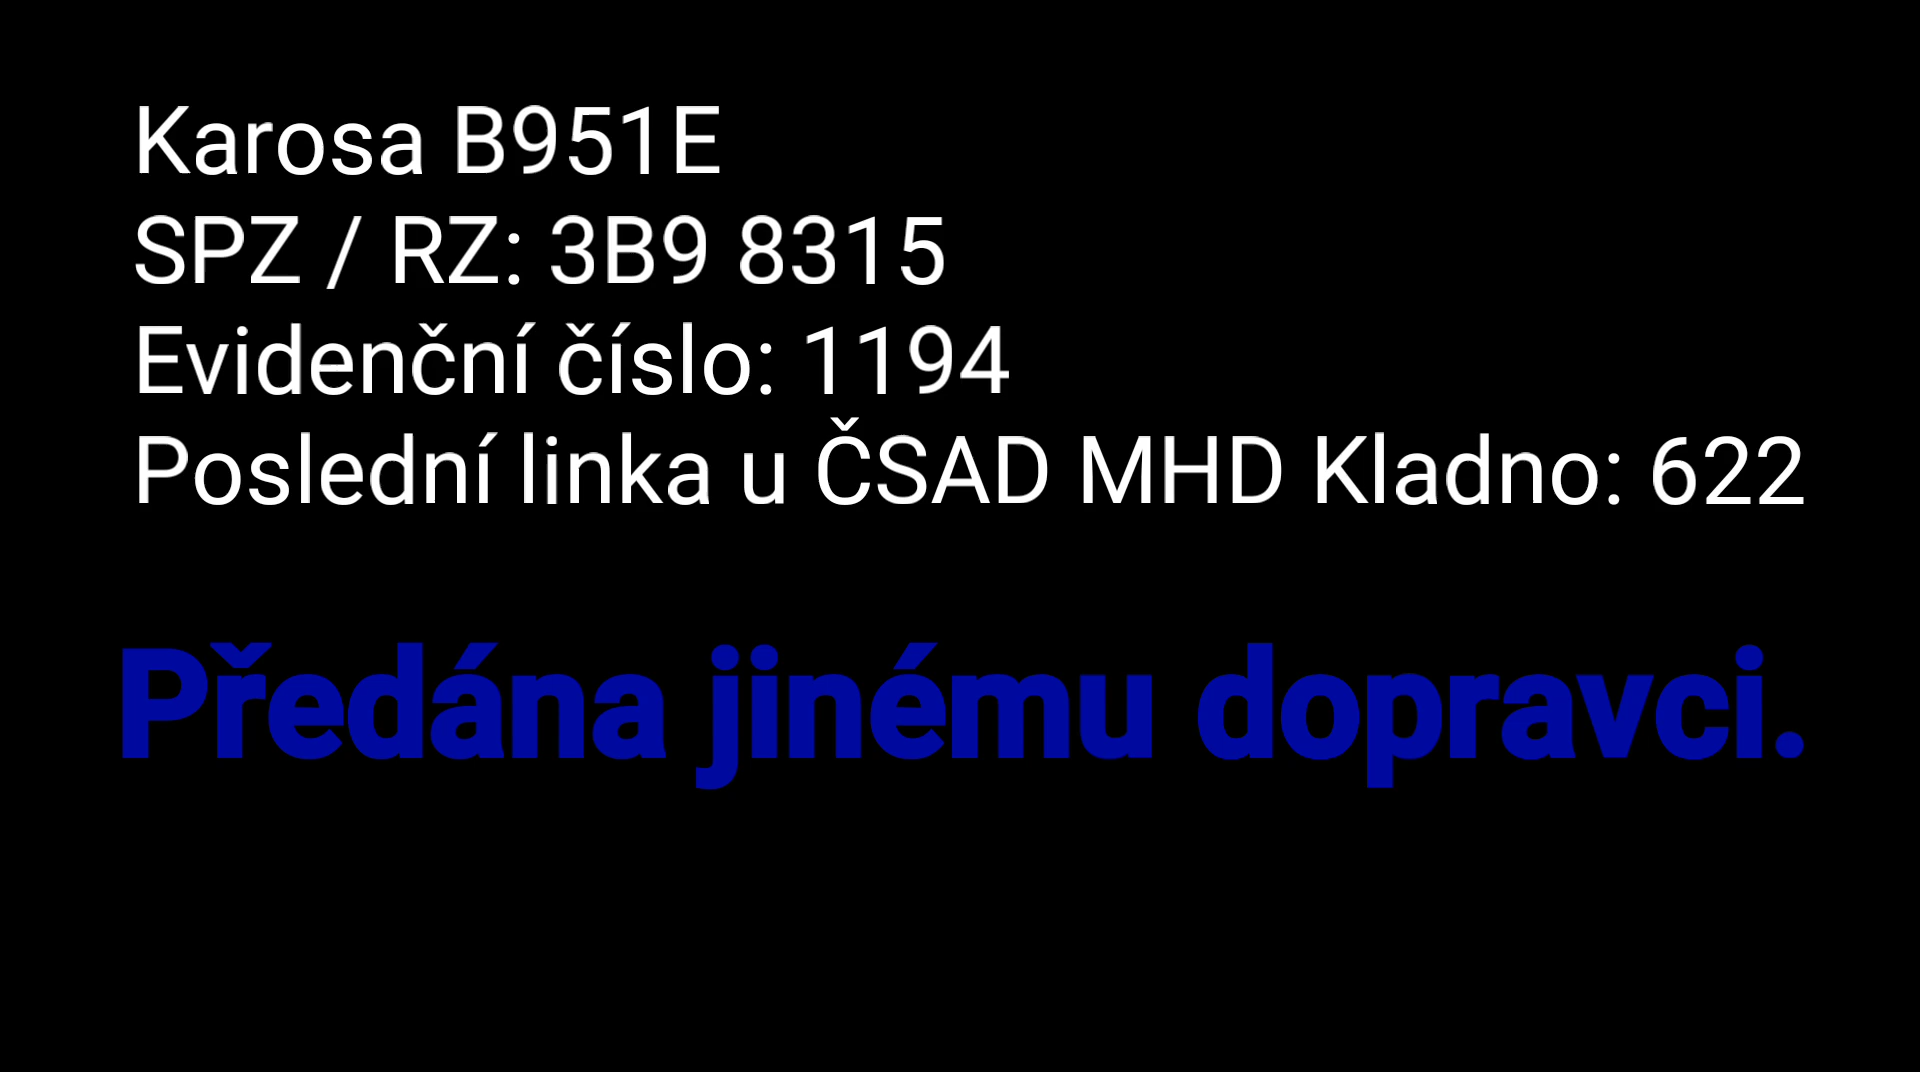 Karosa B951E
SPZ / RZ: 3B9 8315
Evidenční číslo: 1194
Poslední linka u ČSAD MHD Kladno: 622
Předána jinému dopravci.